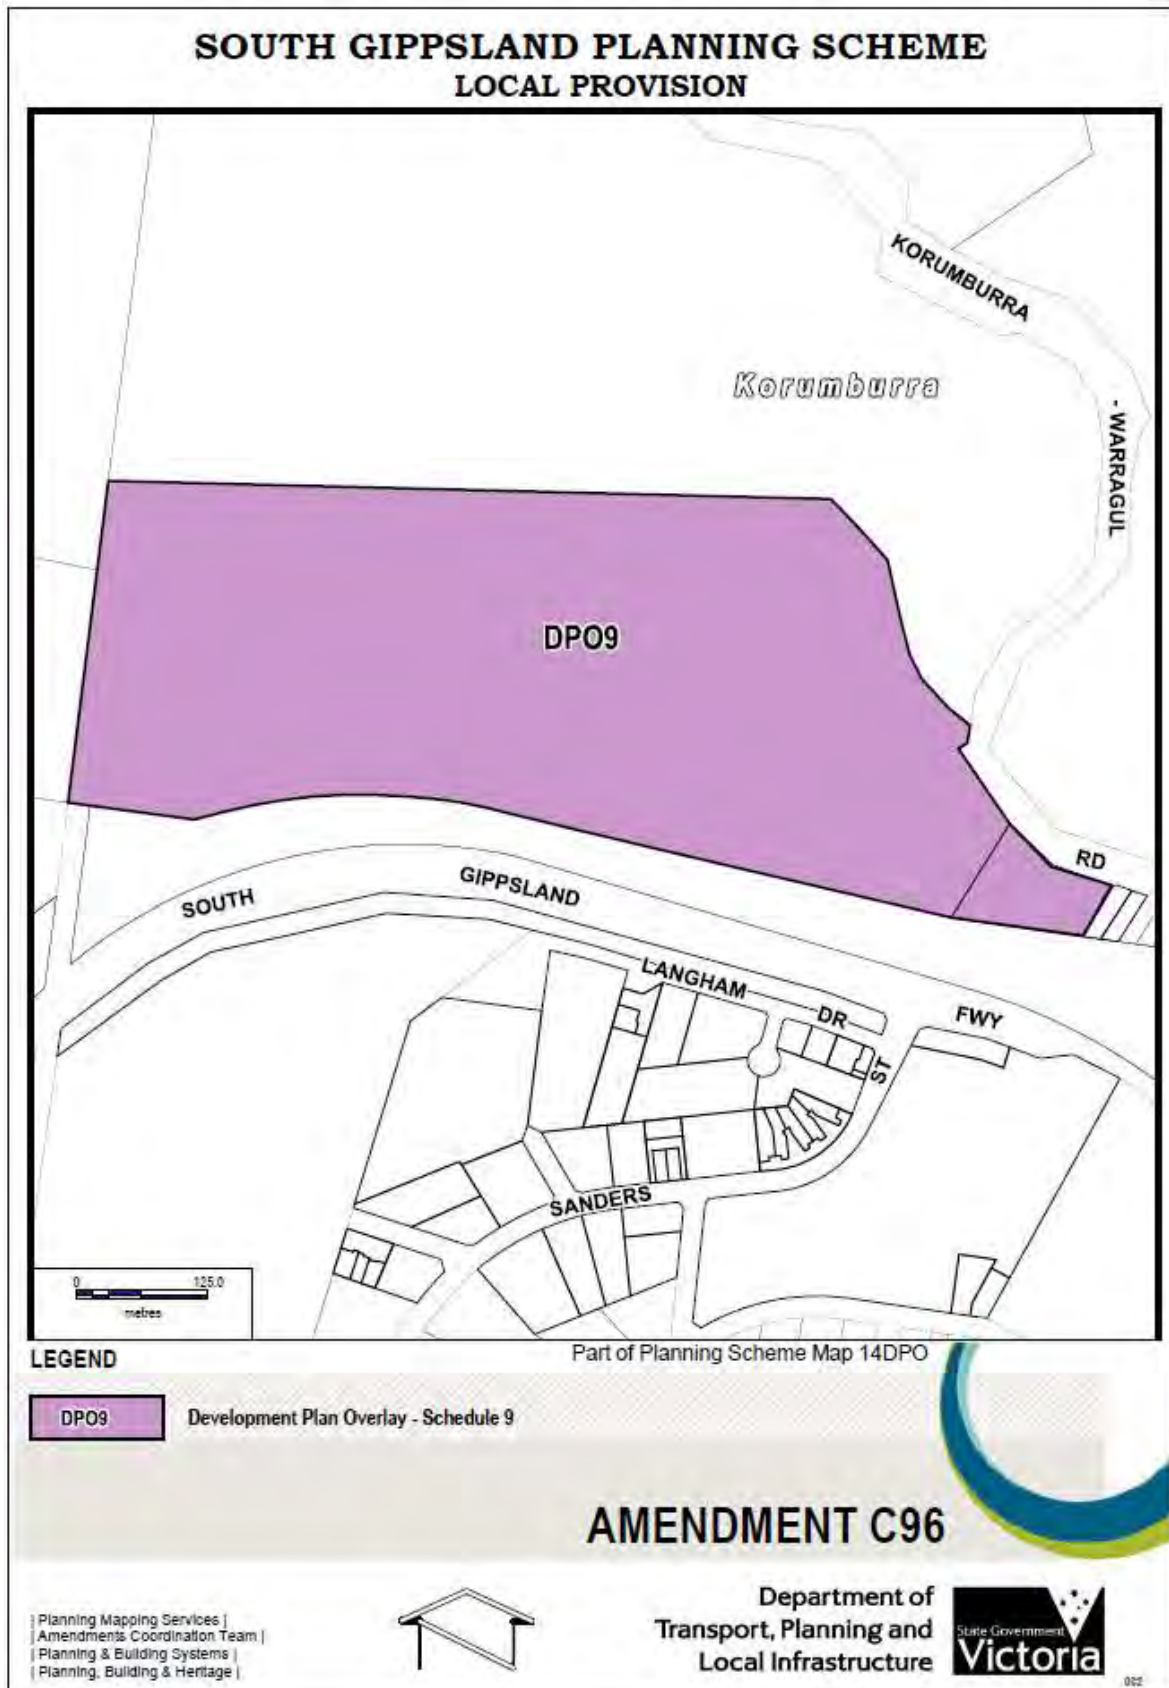 SOUTH GIPPSLAND PLANNING SCHEME
LOCAL PROVISION
KORUMBURRA
Korumburra
- WARRAGUL
DPO9
RD
SOUTH
GIPPSLAND
LANGHAM
DR
FWY
ST
SANDERS
0 125.0
metres
LEGEND
Part of Planning Scheme Map 14DPO
DPO9
Development Plan Overlay - Schedule 9
AMENDMENT C96
| Planning Mapping Services |
| Amendments Coordination Team |
| Planning & Building Systems |
| Planning, Building & Heritage |
Department of
Transport, Planning and
Local Infrastructure
State Government
Victoria
002